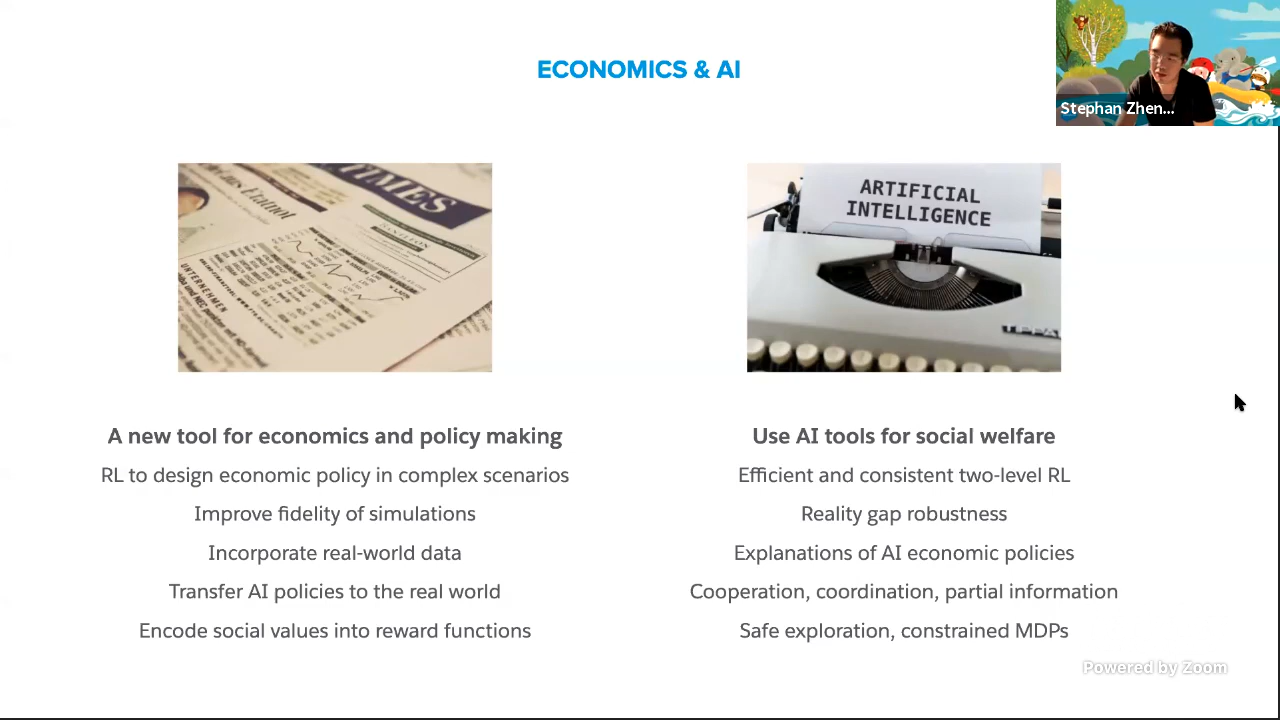 ECONOMICS & AI
Stephan Zhen...
TIMES
UNTERNEHMEN
ARTIFICIAL
INTELLIGENCE
A new tool for economics and policy making
RL to design economic policy in complex scenarios
Improve fidelity of simulations
Incorporate real-world data
Transfer AI policies to the real world
Encode social values into reward functions
Use AI tools for social welfare
Efficient and consistent two-level RL
Reality gap robustness
Explanations of AI economic policies
Cooperation, coordination, partial information
Safe exploration, constrained MDPs
Powered by Zoom